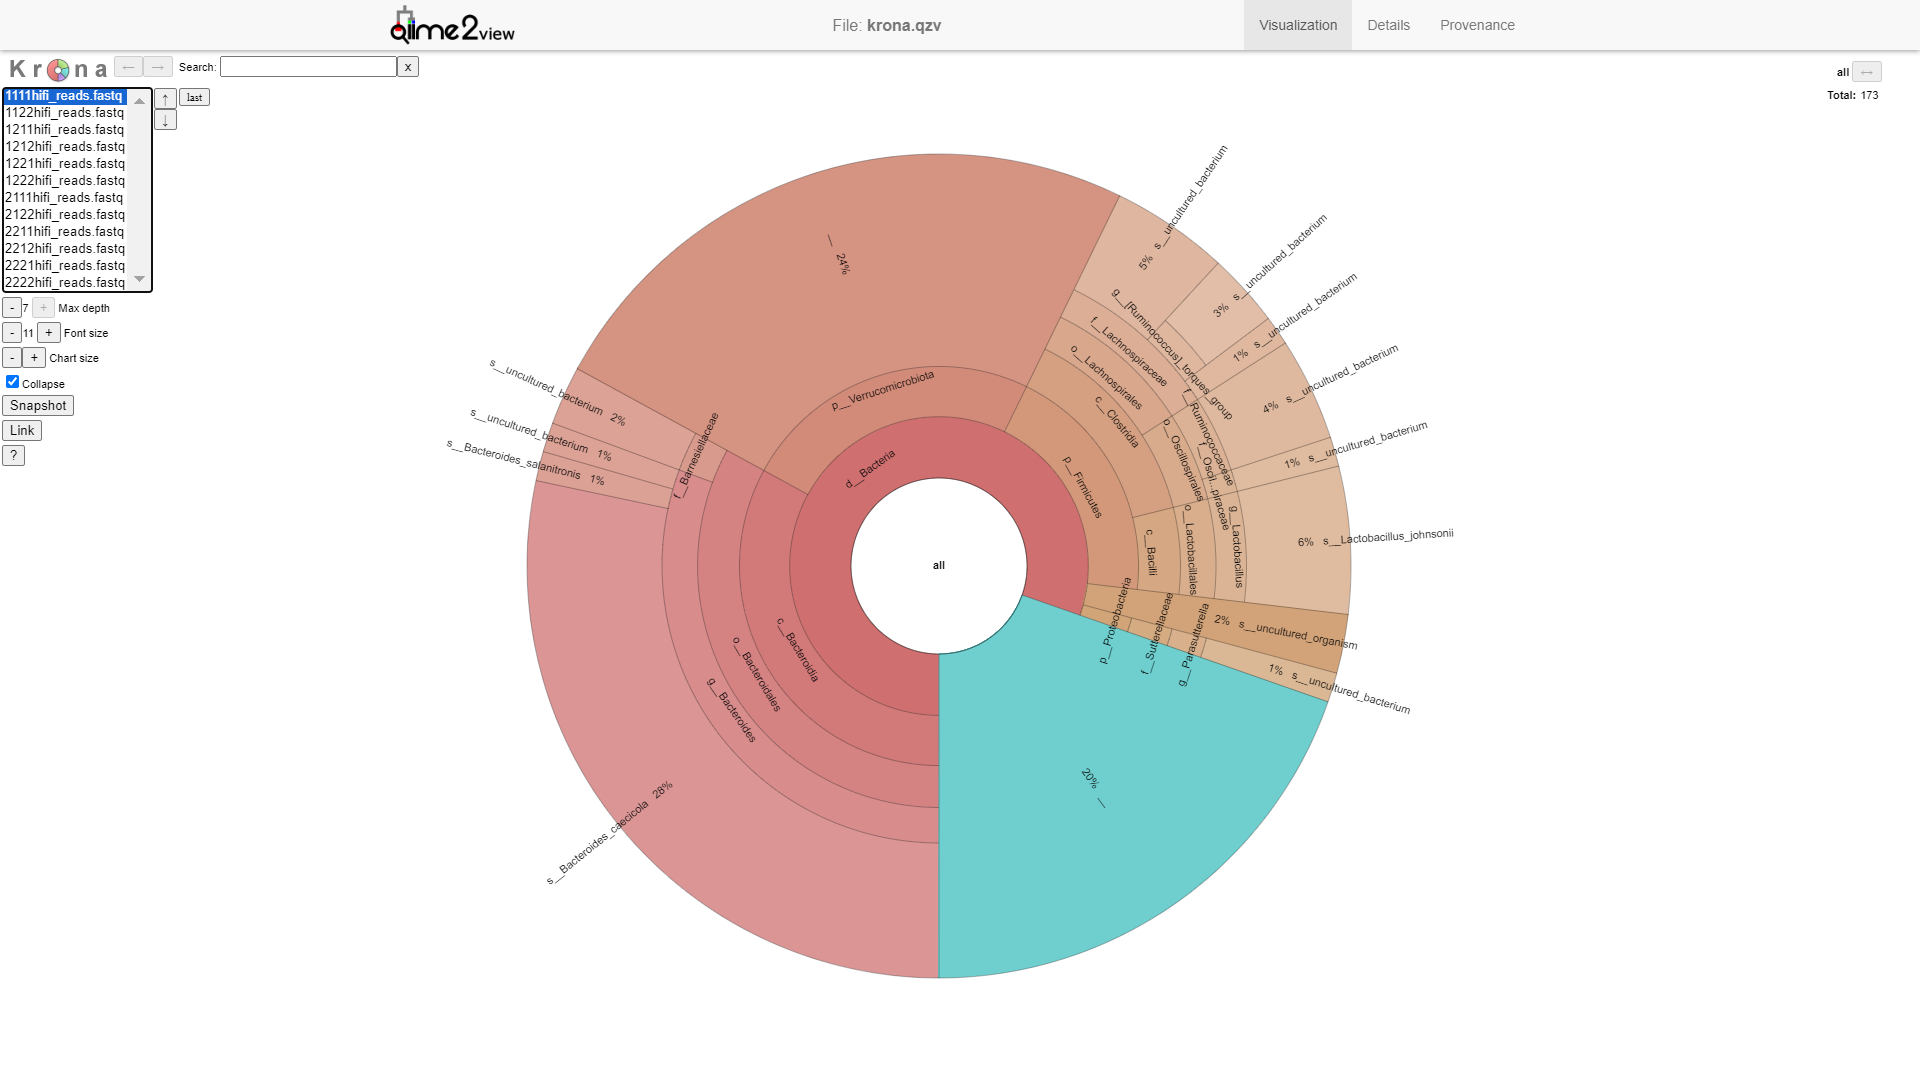 qiime2view
File: krona.qzv
Visualization
Details
Provenance
Krona
←
→
Search:
x
all
↔
Total: 173
1111hifi_reads.fastq
1122hifi_reads.fastq
1211hifi_reads.fastq
1212hifi_reads.fastq
1221hifi_reads.fastq
1222hifi_reads.fastq
2111hifi_reads.fastq
2122hifi_reads.fastq
2211hifi_reads.fastq
2212hifi_reads.fastq
2221hifi_reads.fastq
2222hifi_reads.fastq
↑
↓
last
- 7 + Max depth
- 11 + Font size
- + Chart size
Collapse
Snapshot
Link
?
__ 24%
5% s__uncultured_bacterium
3% s__uncultured_bacterium
1% s__uncultured_bacterium
4% s__uncultured_bacterium
1% s__uncultured_bacterium
6% s__Lactobacillus_johnsonii
2% s__uncultured_organism
1% s__uncultured_bacterium
s__uncultured_bacterium 2%
s__uncultured_bacterium 1%
s__Bacteroides_salanitronis 1%
s__Bacteroides_caecicola 28%
20% __
g__[Ruminococcus]_torques_group
f__Lachnospiraceae
o__Lachnospirales
c__Clostridia
p__Firmicutes
f__Ruminococcaceae
f__Osci...piraceae
o__Oscillospirales
g__Lactobacillus
o__Lactobacillales
c__Bacilli
p__Verrucomicrobiota
d__Bacteria
f__Barnesiellaceae
c__Bacteroidia
o__Bacteroidales
g__Bacteroides
p__Proteobacteria
f__Sutterellaceae
g__Parasutterella
all